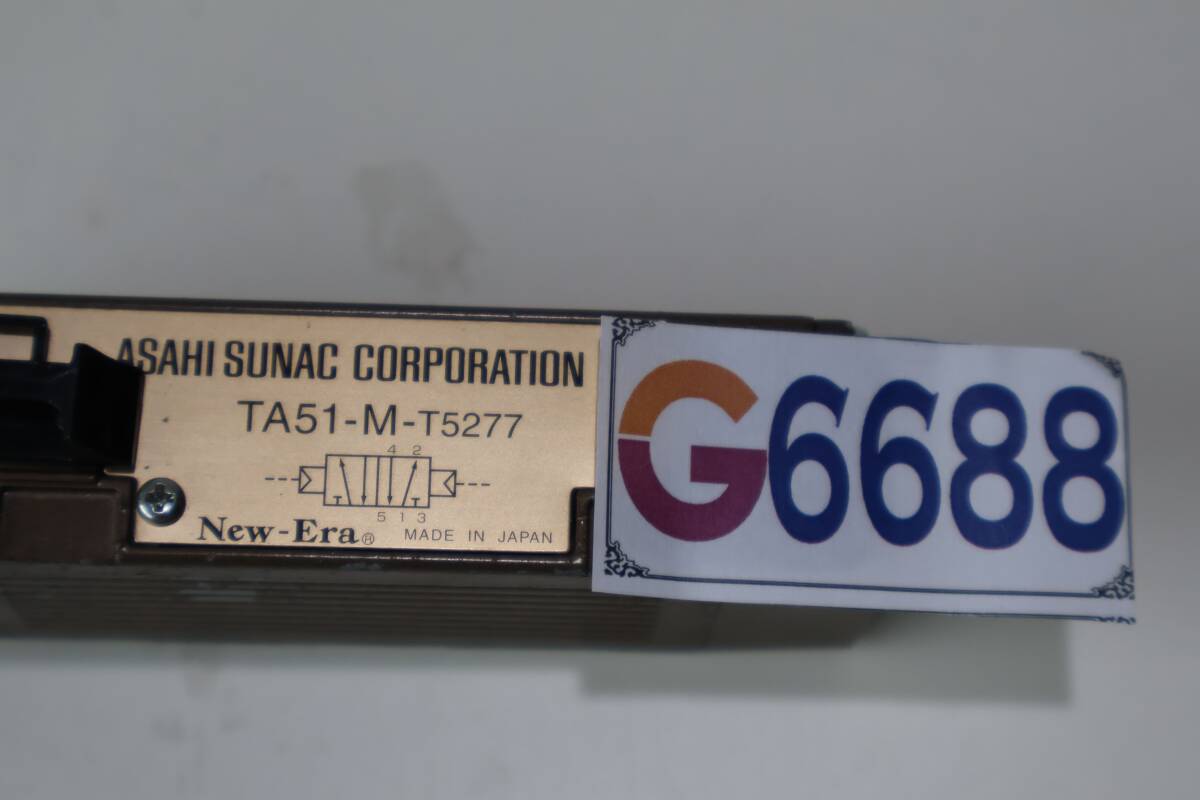 ASAHI SUNAC CORPORATION
TA51-M-T5277
4 2
5 1 3
New-Era® MADE IN JAPAN
G6688